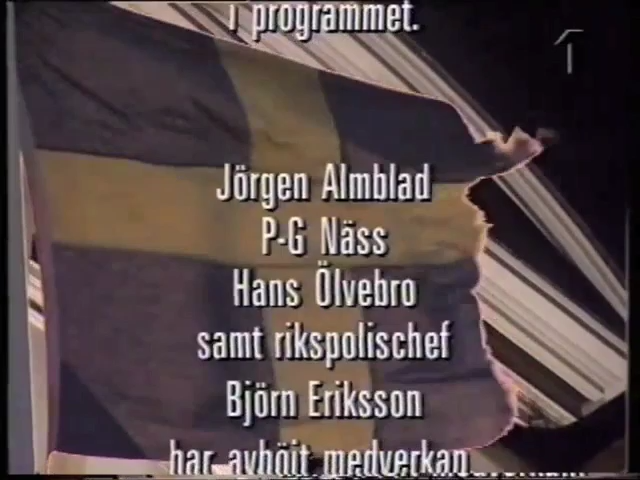 i programmet.
Jörgen Almblad
P-G Näss
Hans Ölvebro
samt rikspolischef
Björn Eriksson
har avböjt medverkan